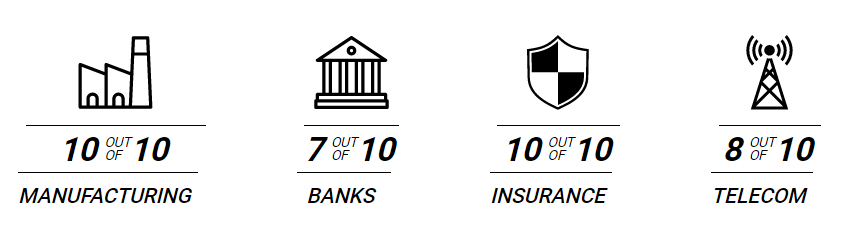 10 OUT OF 10
MANUFACTURING
7 OUT OF 10
BANKS
10 OUT OF 10
INSURANCE
8 OUT OF 10
TELECOM